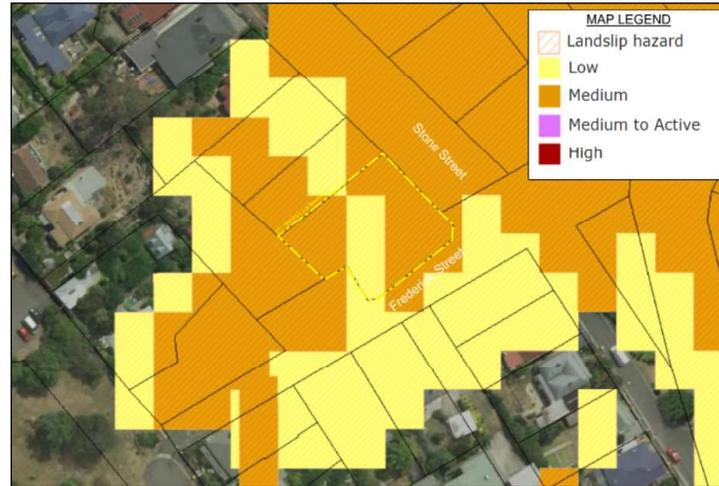 MAP LEGEND
Landslip hazard
Low
Medium
Medium to Active
High
Stone Street
Frederick Street